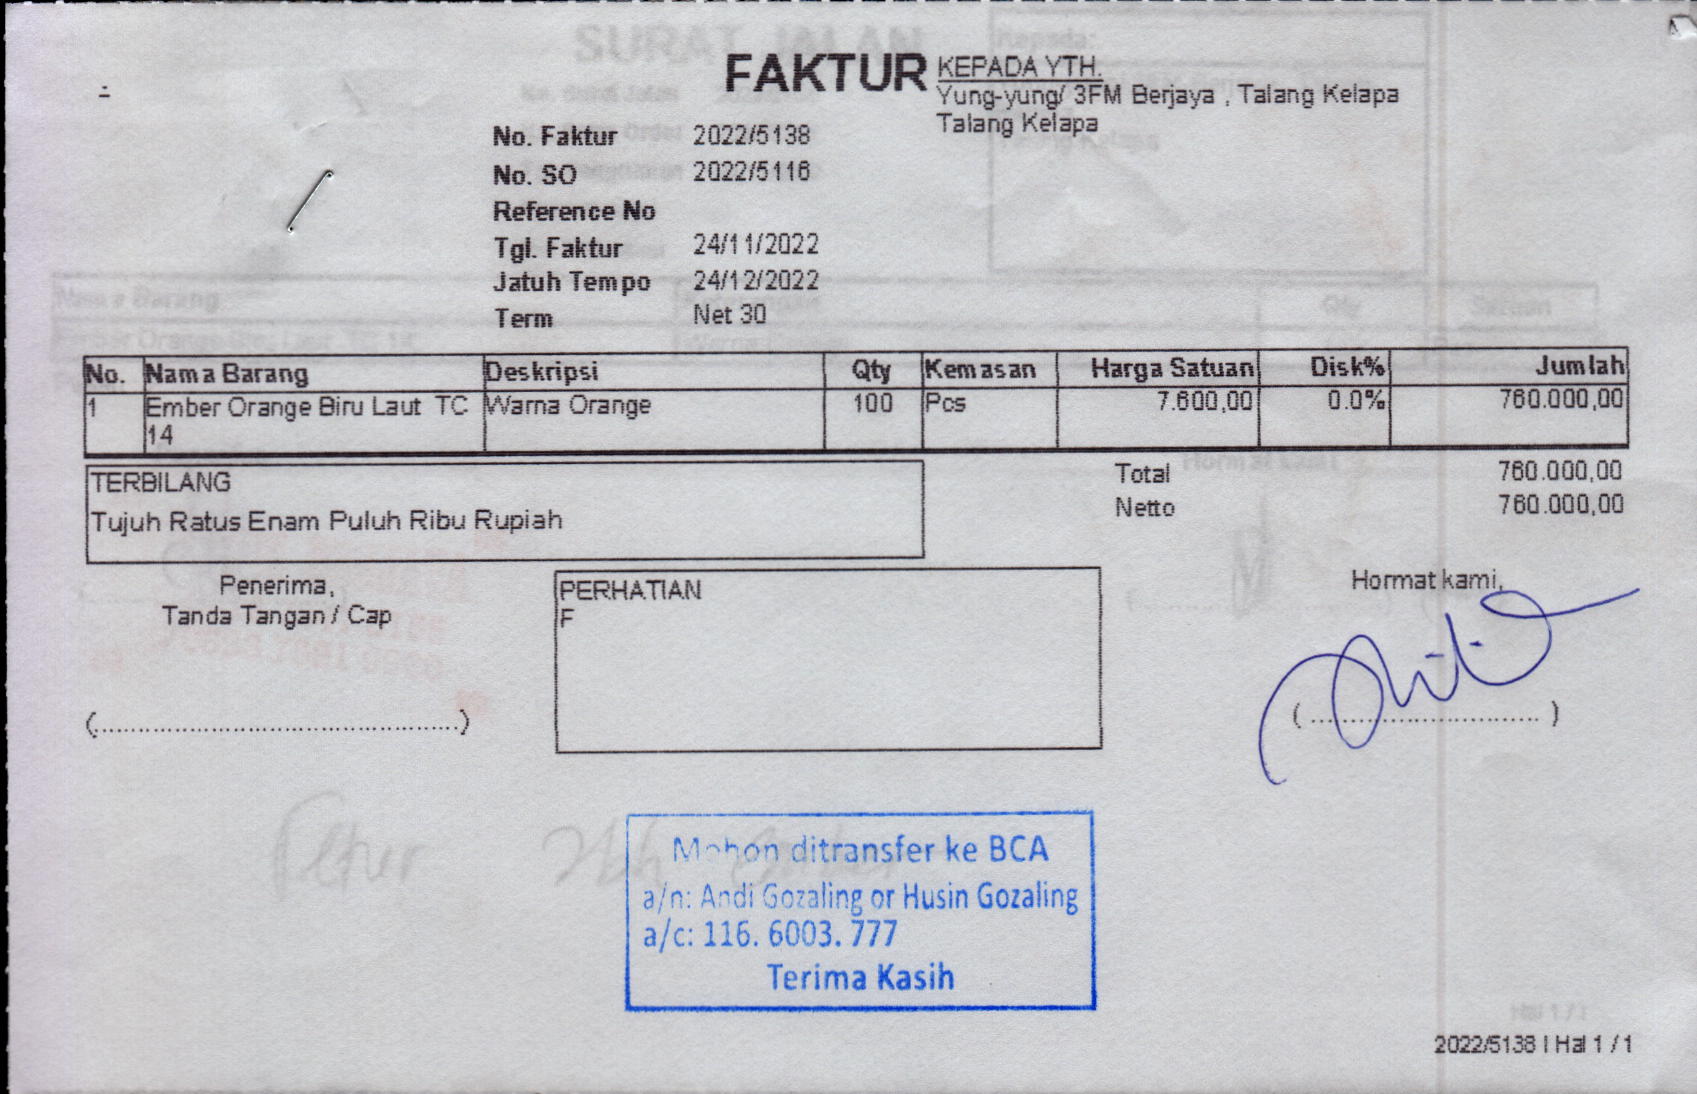 FAKTUR
KEPADA YTH.
Yung-yung/ 3FM Berjaya , Talang Kelapa
Talang Kelapa
No. Faktur 2022/5138
No. SO 2022/5116
Reference No
Tgl. Faktur 24/11/2022
Jatuh Tempo 24/12/2022
Term Net 30
No. Nama Barang Deskripsi Qty Kemasan Harga Satuan Disk% Jumlah
1 Ember Orange Biru Laut TC Warna Orange 100 Pcs 7.600,00 0.0% 760.000,00
14
TERBILANG
Tujuh Ratus Enam Puluh Ribu Rupiah
Total 760.000,00
Netto 760.000,00
Penerima,
Tanda Tangan / Cap
(................................................)
PERHATIAN
F
Hormat kami,
( ............................. )
Mohon ditransfer ke BCA
a/n: Andi Gozaling or Husin Gozaling
a/c: 116. 6003. 777
Terima Kasih
2022/5138 | Hal 1 / 1